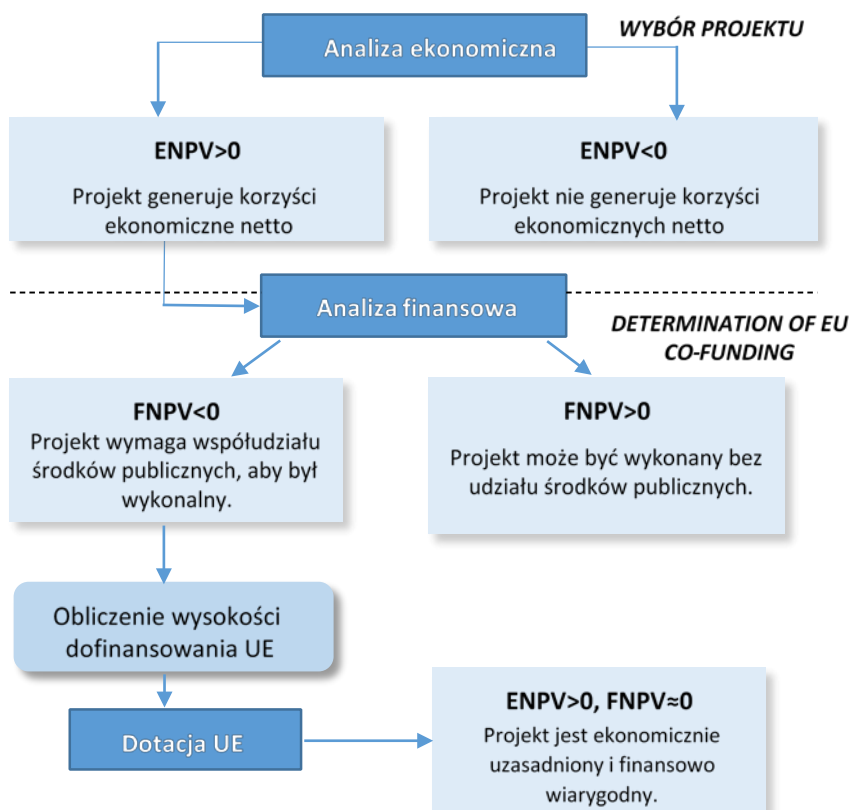 WYBÓR PROJEKTU
Analiza ekonomiczna
ENPV>0
Projekt generuje korzyści
ekonomiczne netto
ENPV<0
Projekt nie generuje korzyści
ekonomicznych netto
Analiza finansowa
DETERMINATION OF EU
CO-FUNDING
FNPV<0
Projekt wymaga współudziału
środków publicznych, aby był
wykonalny.
FNPV>0
Projekt może być wykonany bez
udziału środków publicznych.
Obliczenie wysokości
dofinansowania UE
Dotacja UE
ENPV>0, FNPV≈0
Projekt jest ekonomicznie
uzasadniony i finansowo
wiarygodny.